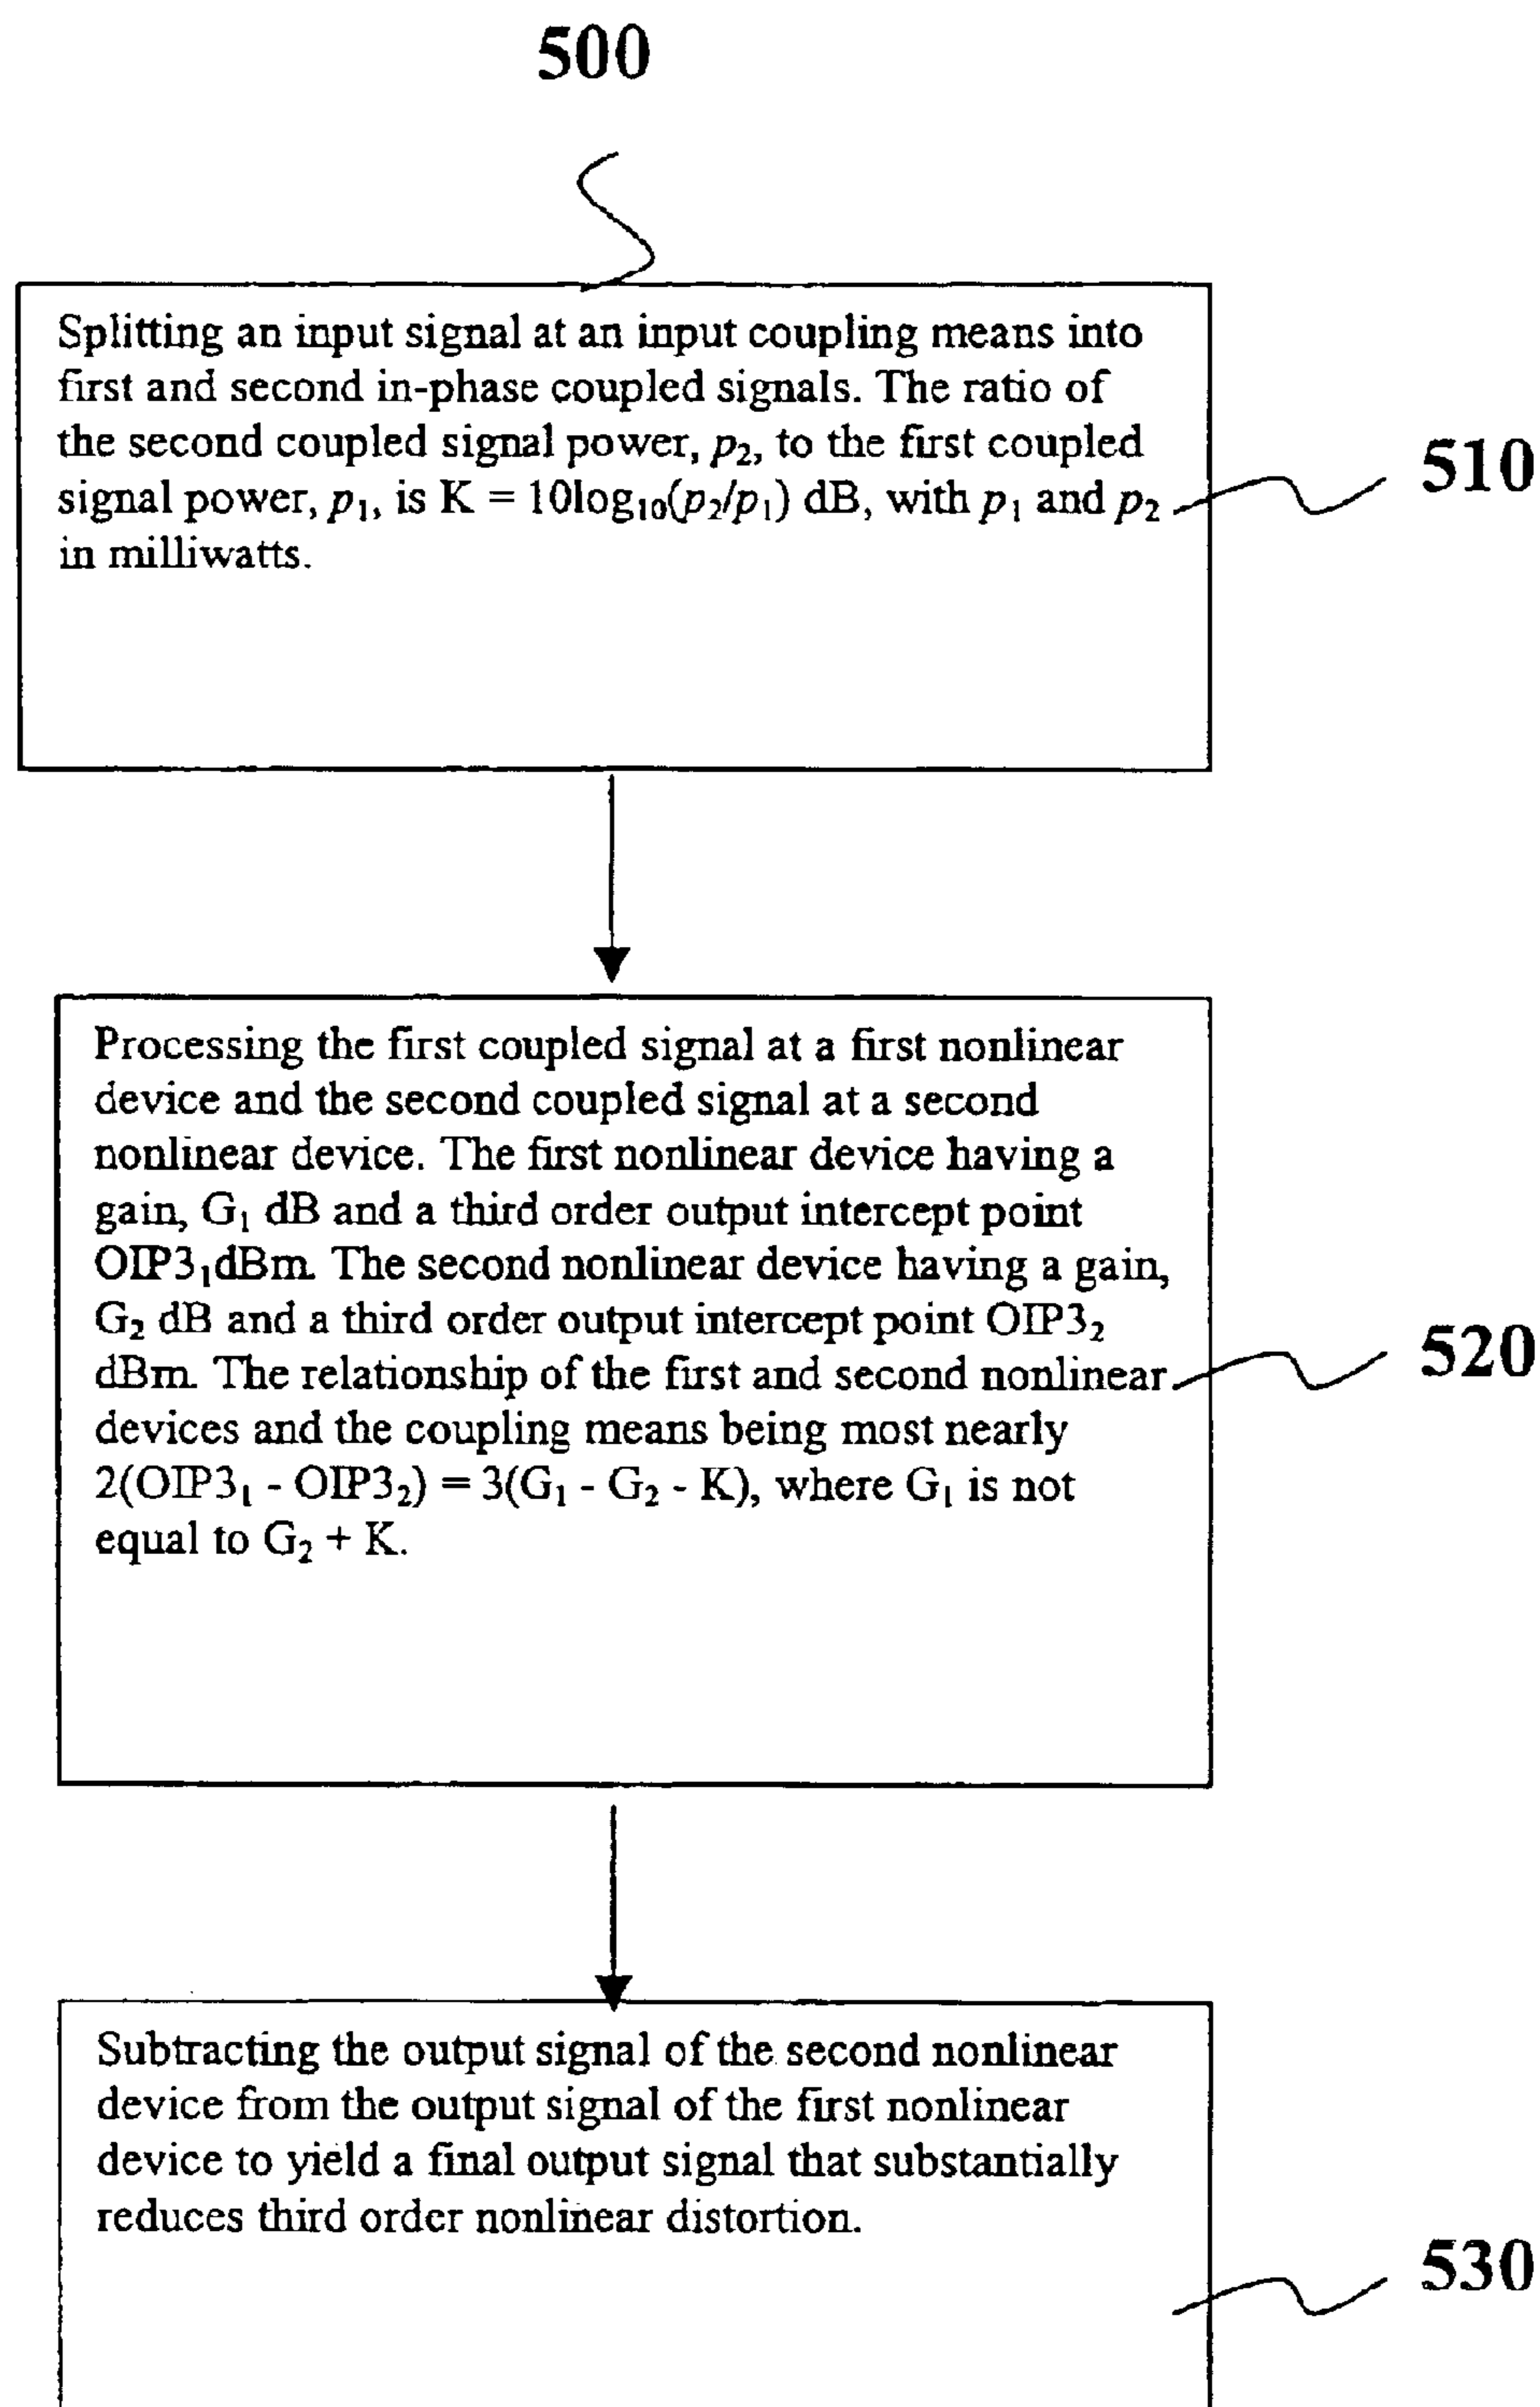 500
Splitting an input signal at an input coupling means into
first and second in-phase coupled signals. The ratio of
the second coupled signal power, p₂, to the first coupled
signal power, p₁, is K = 10log₁₀(p₂/p₁) dB, with p₁ and p₂
in milliwatts.
510
Processing the first coupled signal at a first nonlinear
device and the second coupled signal at a second
nonlinear device. The first nonlinear device having a
gain, G₁ dB and a third order output intercept point
OIP3₁dBm. The second nonlinear device having a gain,
G₂ dB and a third order output intercept point OIP3₂
dBm. The relationship of the first and second nonlinear
devices and the coupling means being most nearly
2(OIP3₁ - OIP3₂) = 3(G₁ - G₂ - K), where G₁ is not
equal to G₂ + K.
520
Subtracting the output signal of the second nonlinear
device from the output signal of the first nonlinear
device to yield a final output signal that substantially
reduces third order nonlinear distortion.
530